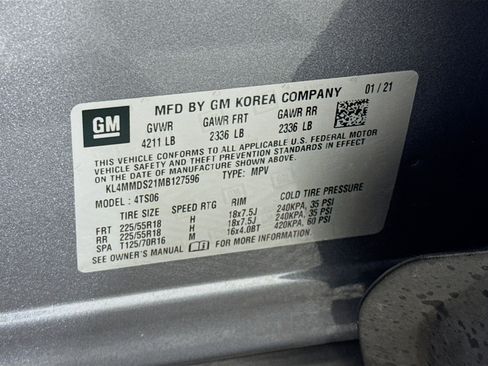 GM
MFD BY GM KOREA COMPANY 01/21
GVWR GAWR FRT GAWR RR
4211 LB 2336 LB 2336 LB
THIS VEHICLE CONFORMS TO ALL APPLICABLE U.S. FEDERAL MOTOR
VEHICLE SAFETY AND THEFT PREVENTION STANDARDS IN EFFECT ON THE
DATE OF MANUFACTURE SHOWN ABOVE.
KL4MMDS21MB127596 TYPE: MPV
MODEL: 4TS06
SPEED RTG RIM COLD TIRE PRESSURE
FRT 225/55R18 H 18x7.5J 240KPA, 35 PSI
RR 225/55R18 H 18x7.5J 240KPA, 35 PSI
SPA T125/70R16 M 16x4.0BT 420KPA, 60 PSI
SEE OWNER'S MANUAL FOR MORE INFORMATION.